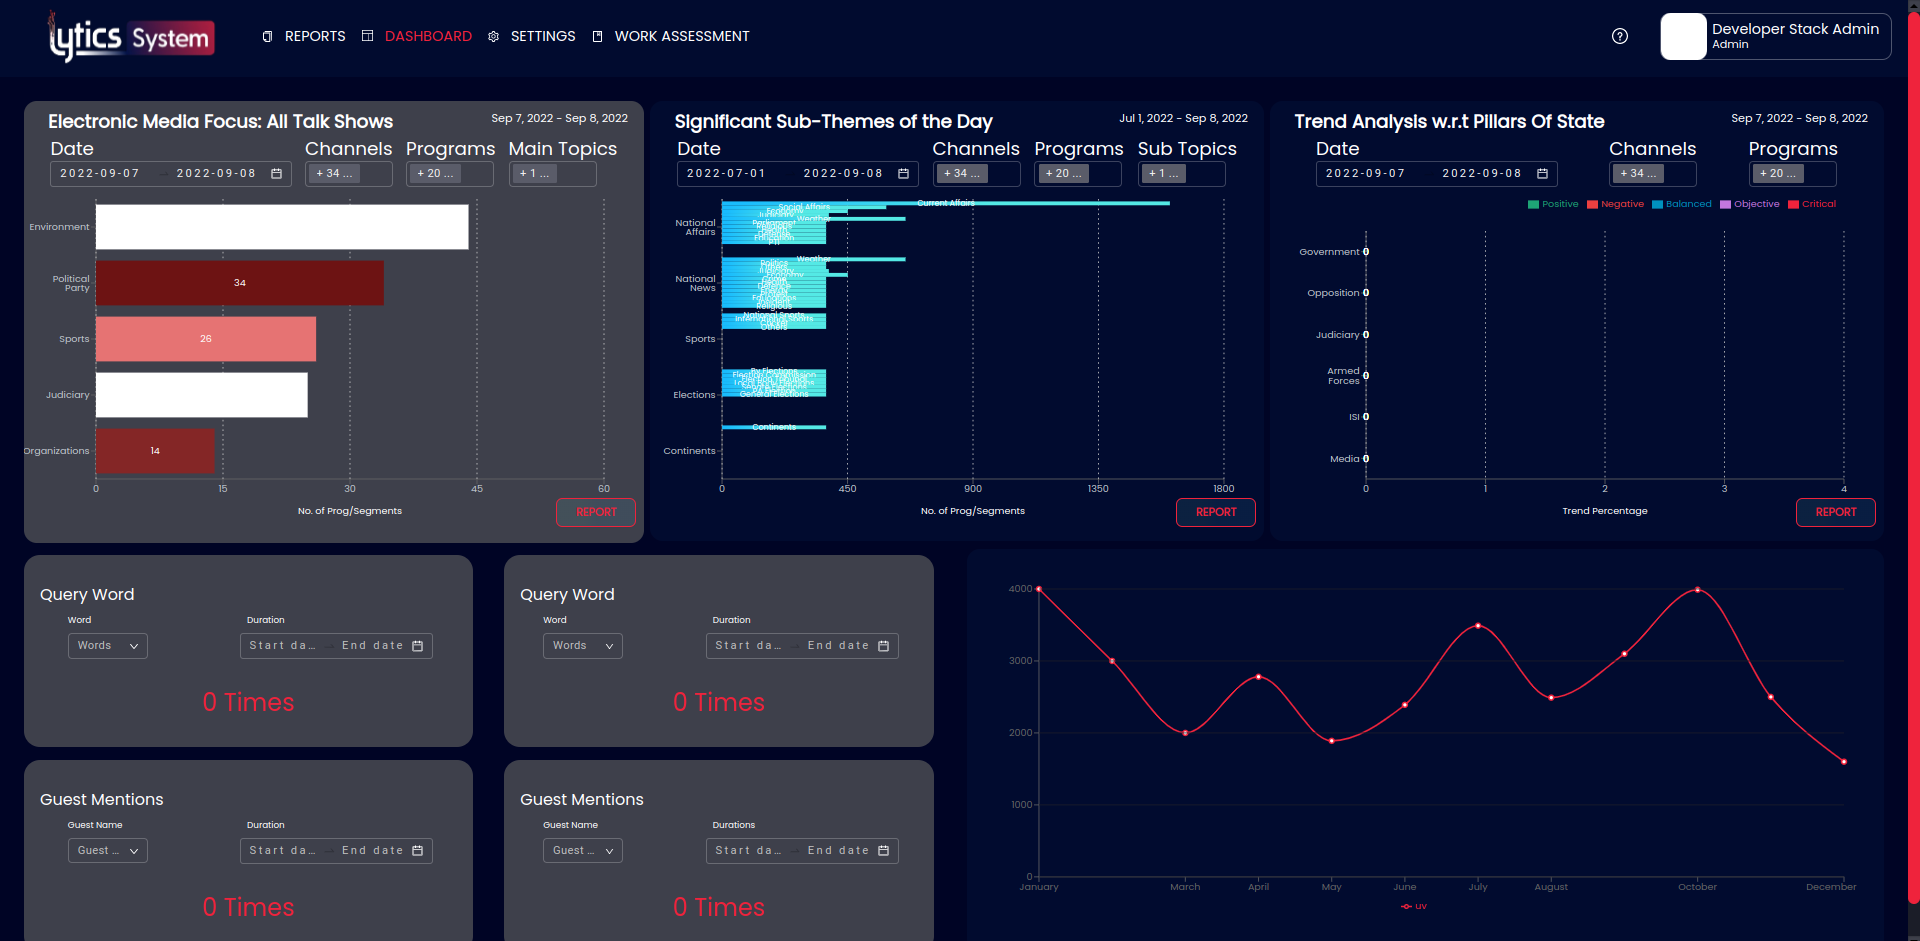 lytics System
REPORTS
DASHBOARD
SETTINGS
WORK ASSESSMENT
Developer Stack Admin
Admin
Electronic Media Focus: All Talk Shows
Sep 7, 2022 - Sep 8, 2022
Date
Channels
Programs
Main Topics
2022-09-07
2022-09-08
+ 34 ...
+ 20 ...
+ 1 ...
Environment
Political
Party
34
Sports
26
Judiciary
Organizations
14
0
15
30
45
60
No. of Prog/Segments
REPORT
Significant Sub-Themes of the Day
Jul 1, 2022 - Sep 8, 2022
Date
Channels
Programs
Sub Topics
2022-07-01
2022-09-08
+ 34 ...
+ 20 ...
+ 1 ...
National
Affairs
Current Affairs
Social Affairs
Weather
Education
National
News
Weather
Politics
Economy
Religious
Sports
National Sports
International Sports
Others
Elections
By Elections
Election Commission
General Elections
Continents
Continents
0
450
900
1350
1800
No. of Prog/Segments
REPORT
Trend Analysis w.r.t Pillars Of State
Sep 7, 2022 - Sep 8, 2022
Date
Channels
Programs
2022-09-07
2022-09-08
+ 34 ...
+ 20 ...
Positive
Negative
Balanced
Objective
Critical
Government 0
Opposition 0
Judiciary 0
Armed
Forces 0
ISI 0
Media 0
0
1
2
3
4
Trend Percentage
REPORT
Query Word
Word
Duration
Words
Start da...
End date
0 Times
Query Word
Word
Duration
Words
Start da...
End date
0 Times
Guest Mentions
Guest Name
Duration
Guest ...
Start da...
End date
0 Times
Guest Mentions
Guest Name
Durations
Guest ...
Start da...
End date
0 Times
4000
3000
2000
1000
0
January
March
April
May
June
July
August
October
December
uv